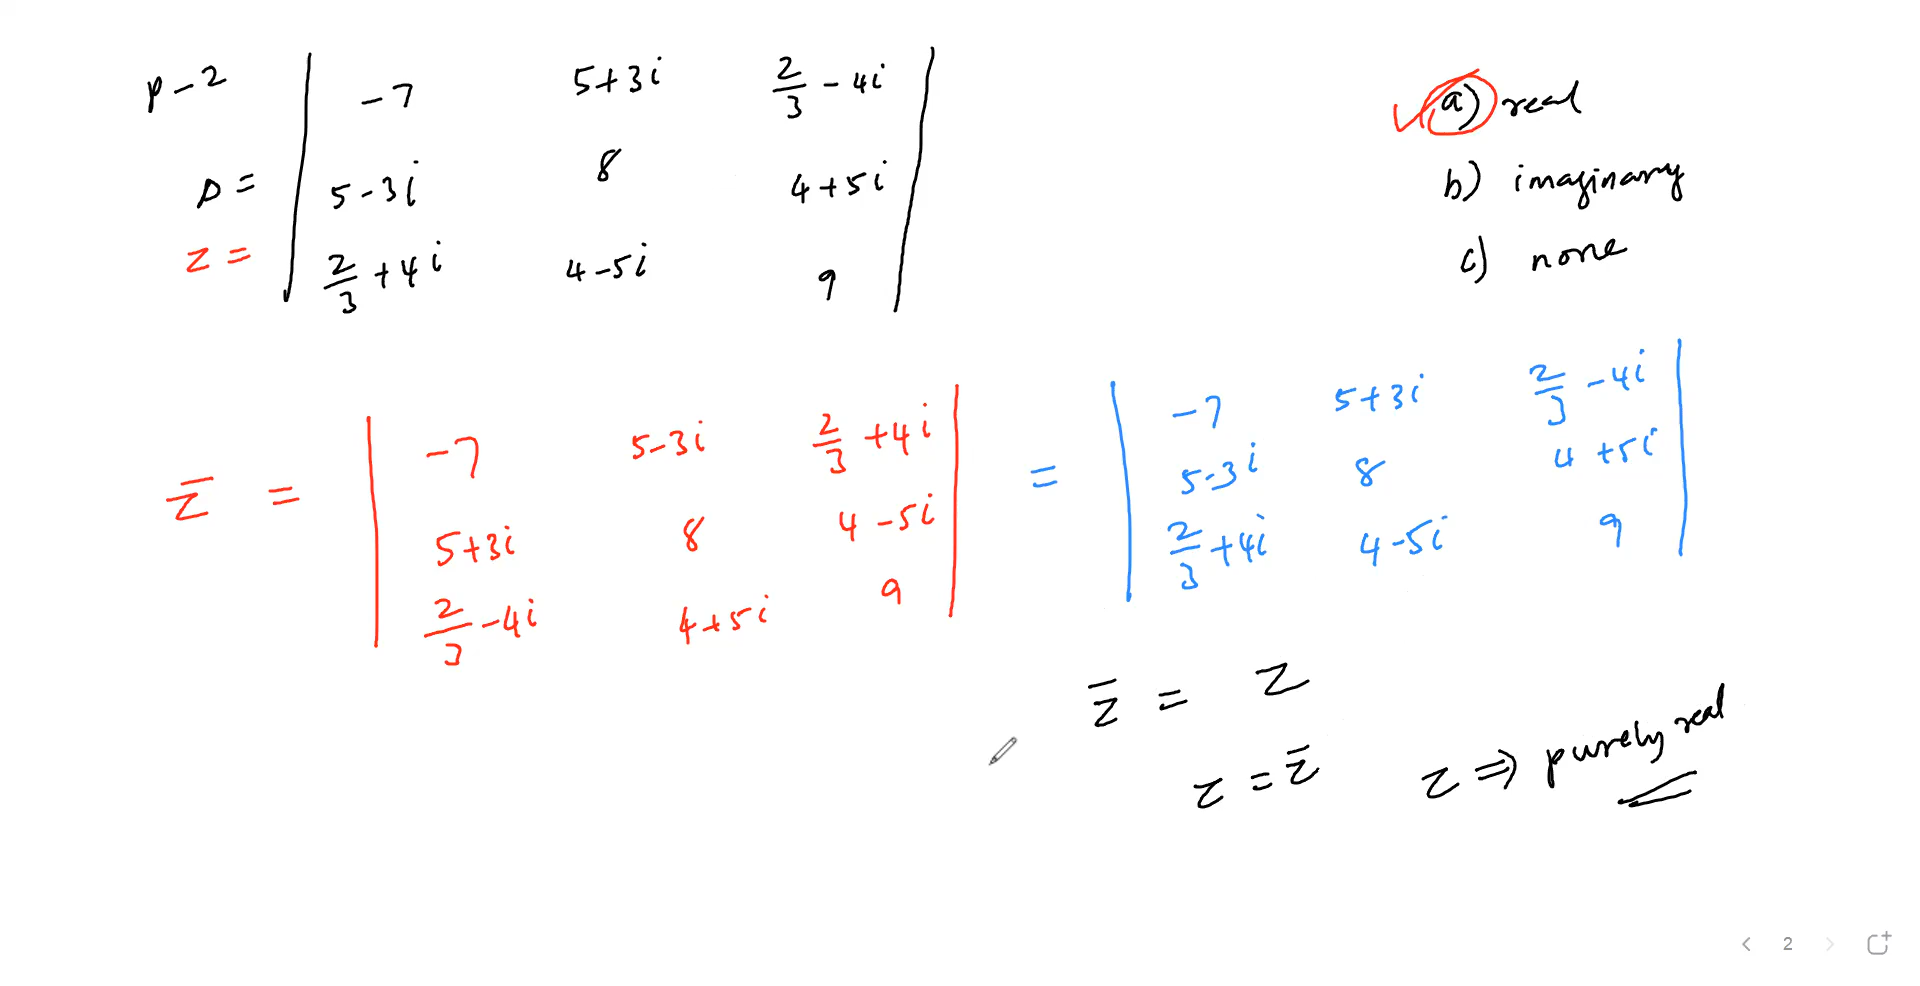 p-2
-7 5+3i 2/3 - 4i
a) real
Δ = 5-3i 8 4+5i
b) imaginary
z = 2/3 + 4i 4-5i 9
c) none
z̄ = -7 5-3i 2/3 + 4i
5+3i 8 4-5i
2/3 - 4i 4+5i 9
= -7 5+3i 2/3 - 4i
5-3i 8 4+5i
2/3 + 4i 4-5i 9
z̄ = z
z = z̄ z ⇒ purely real
2